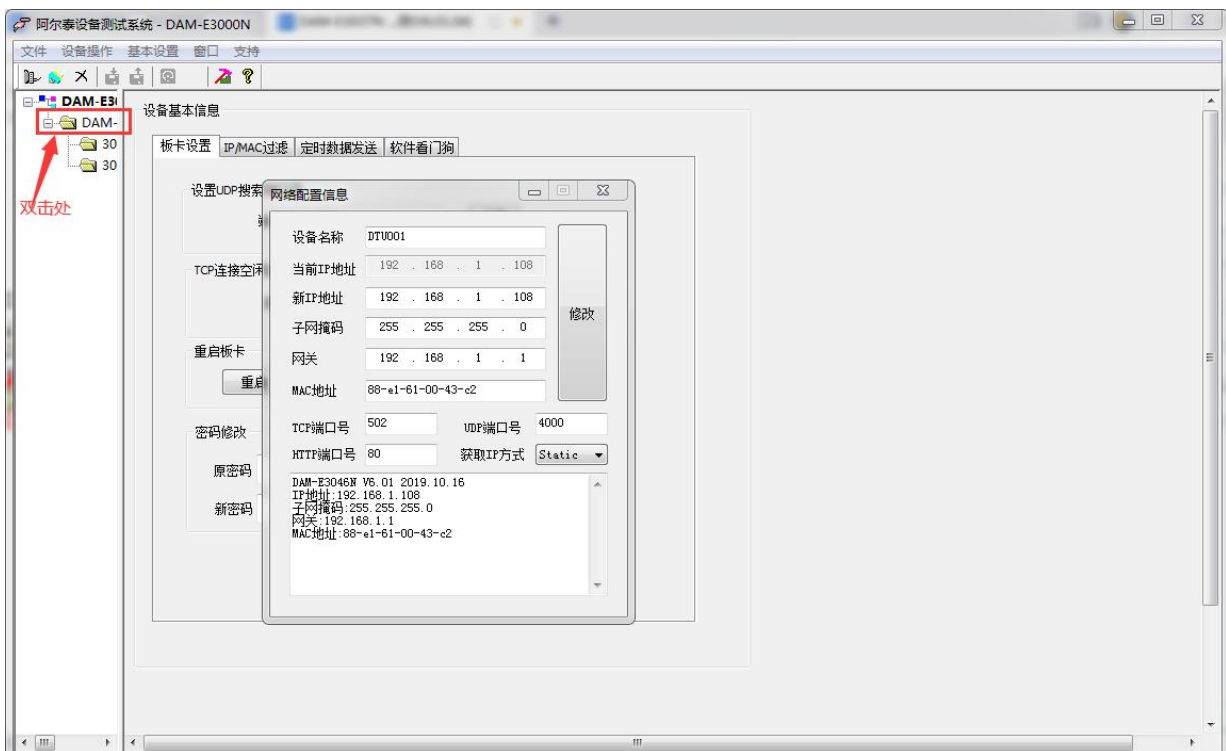 阿尔泰设备测试系统 - DAM-E3000N
文件 设备操作 基本设置 窗口 支持
DAM-E3
DAM-
30
30
双击处
设备基本信息
板卡设置 IP/MAC过滤 定时数据发送 软件看门狗
设置UDP搜索
TCP连接空闲
重启板卡
重启
密码修改
原密码
新密码
网络配置信息
设备名称 DTU001
当前IP地址 192 . 168 . 1 . 108
新IP地址 192 . 168 . 1 . 108
子网掩码 255 . 255 . 255 . 0
网关 192 . 168 . 1 . 1
MAC地址 88-e1-61-00-43-c2
修改
TCP端口号 502 UDP端口号 4000
HTTP端口号 80 获取IP方式 Static
DAM-E3046N V6.01 2019.10.16
IP地址:192.168.1.108
子网掩码:255.255.255.0
网关:192.168.1.1
MAC地址:88-e1-61-00-43-c2